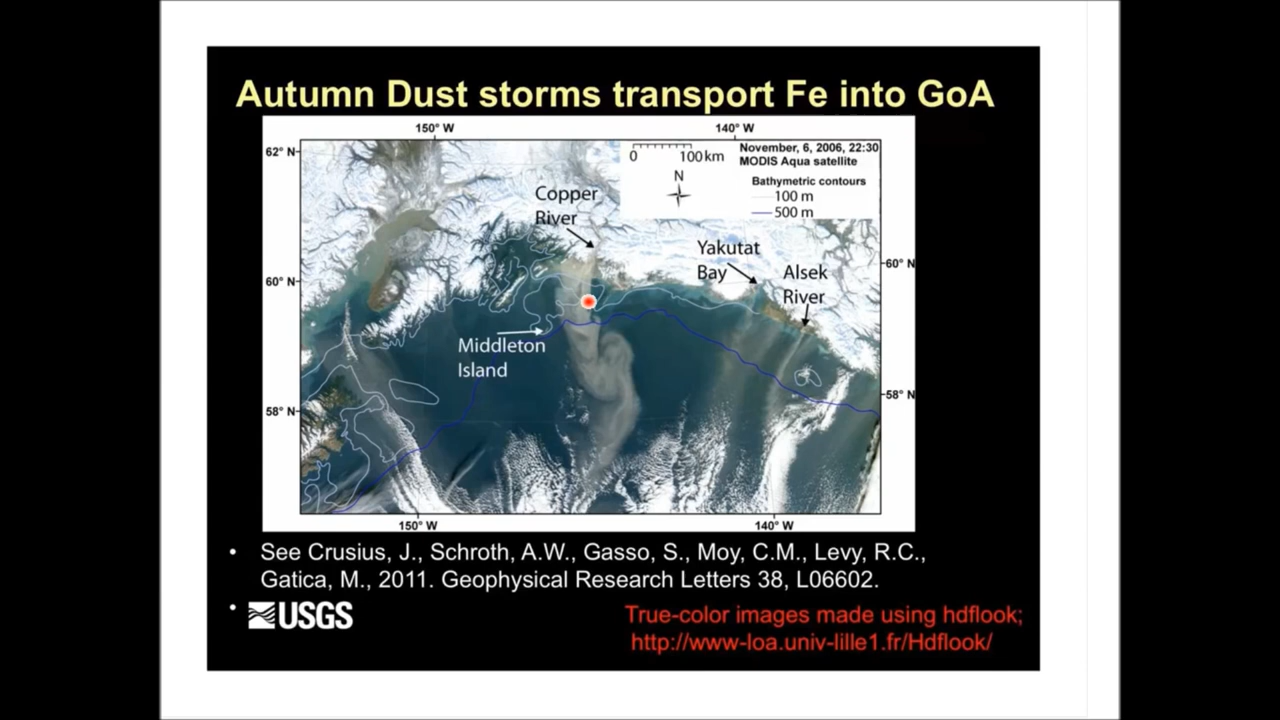 Autumn Dust storms transport Fe into GoA
150° W
140° W
62° N
0
100 km
November, 6, 2006, 22:30
MODIS Aqua satellite
N
Bathymetric contours
100 m
500 m
Copper
River
Yakutat
Bay
Alsek
River
60° N
60° N
Middleton
Island
58° N
58° N
150° W
140° W
• See Crusius, J., Schroth, A.W., Gasso, S., Moy, C.M., Levy, R.C.,
Gatica, M., 2011. Geophysical Research Letters 38, L06602.
• USGS
True-color images made using hdflook;
http://www-loa.univ-lille1.fr/Hdflook/